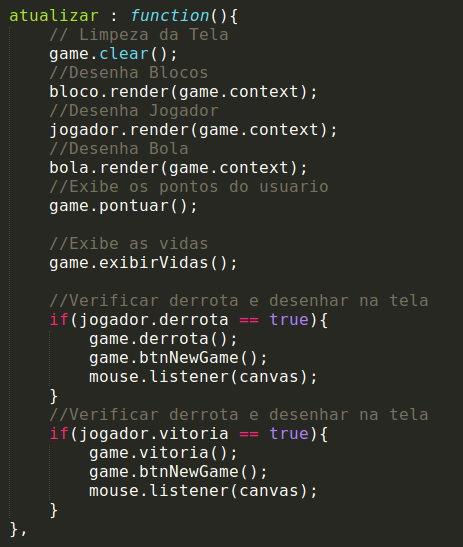 atualizar : function(){
    // Limpeza da Tela
    game.clear();
    //Desenha Blocos
    bloco.render(game.context);
    //Desenha Jogador
    jogador.render(game.context);
    //Desenha Bola
    bola.render(game.context);
    //Exibe os pontos do usuario
    game.pontuar();

    //Exibe as vidas
    game.exibirVidas();

    //Verificar derrota e desenhar na tela
    if(jogador.derrota == true){
        game.derrota();
        game.btnNewGame();
        mouse.listener(canvas);
    }
    //Verificar derrota e desenhar na tela
    if(jogador.vitoria == true){
        game.vitoria();
        game.btnNewGame();
        mouse.listener(canvas);
    }
},